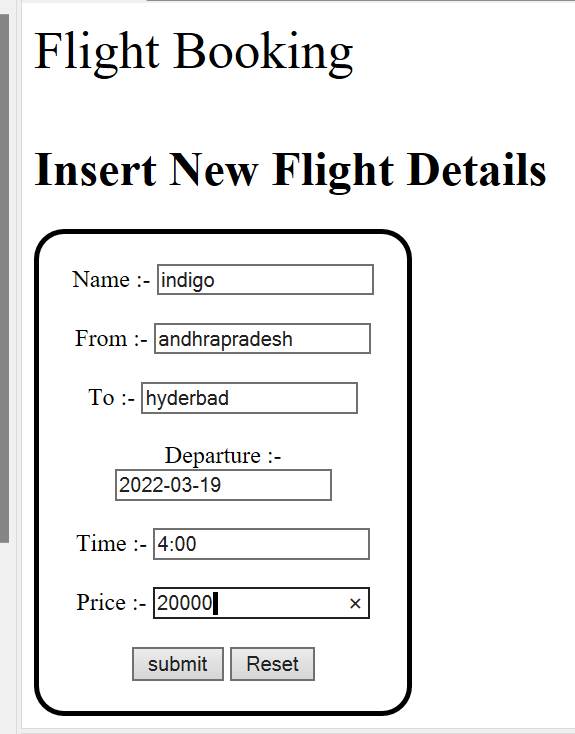 Flight Booking
Insert New Flight Details
Name :- indigo
From :- andhrapradesh
To :- hyderbad
Departure :-
2022-03-19
Time :- 4:00
Price :- 20000 ×
submit Reset